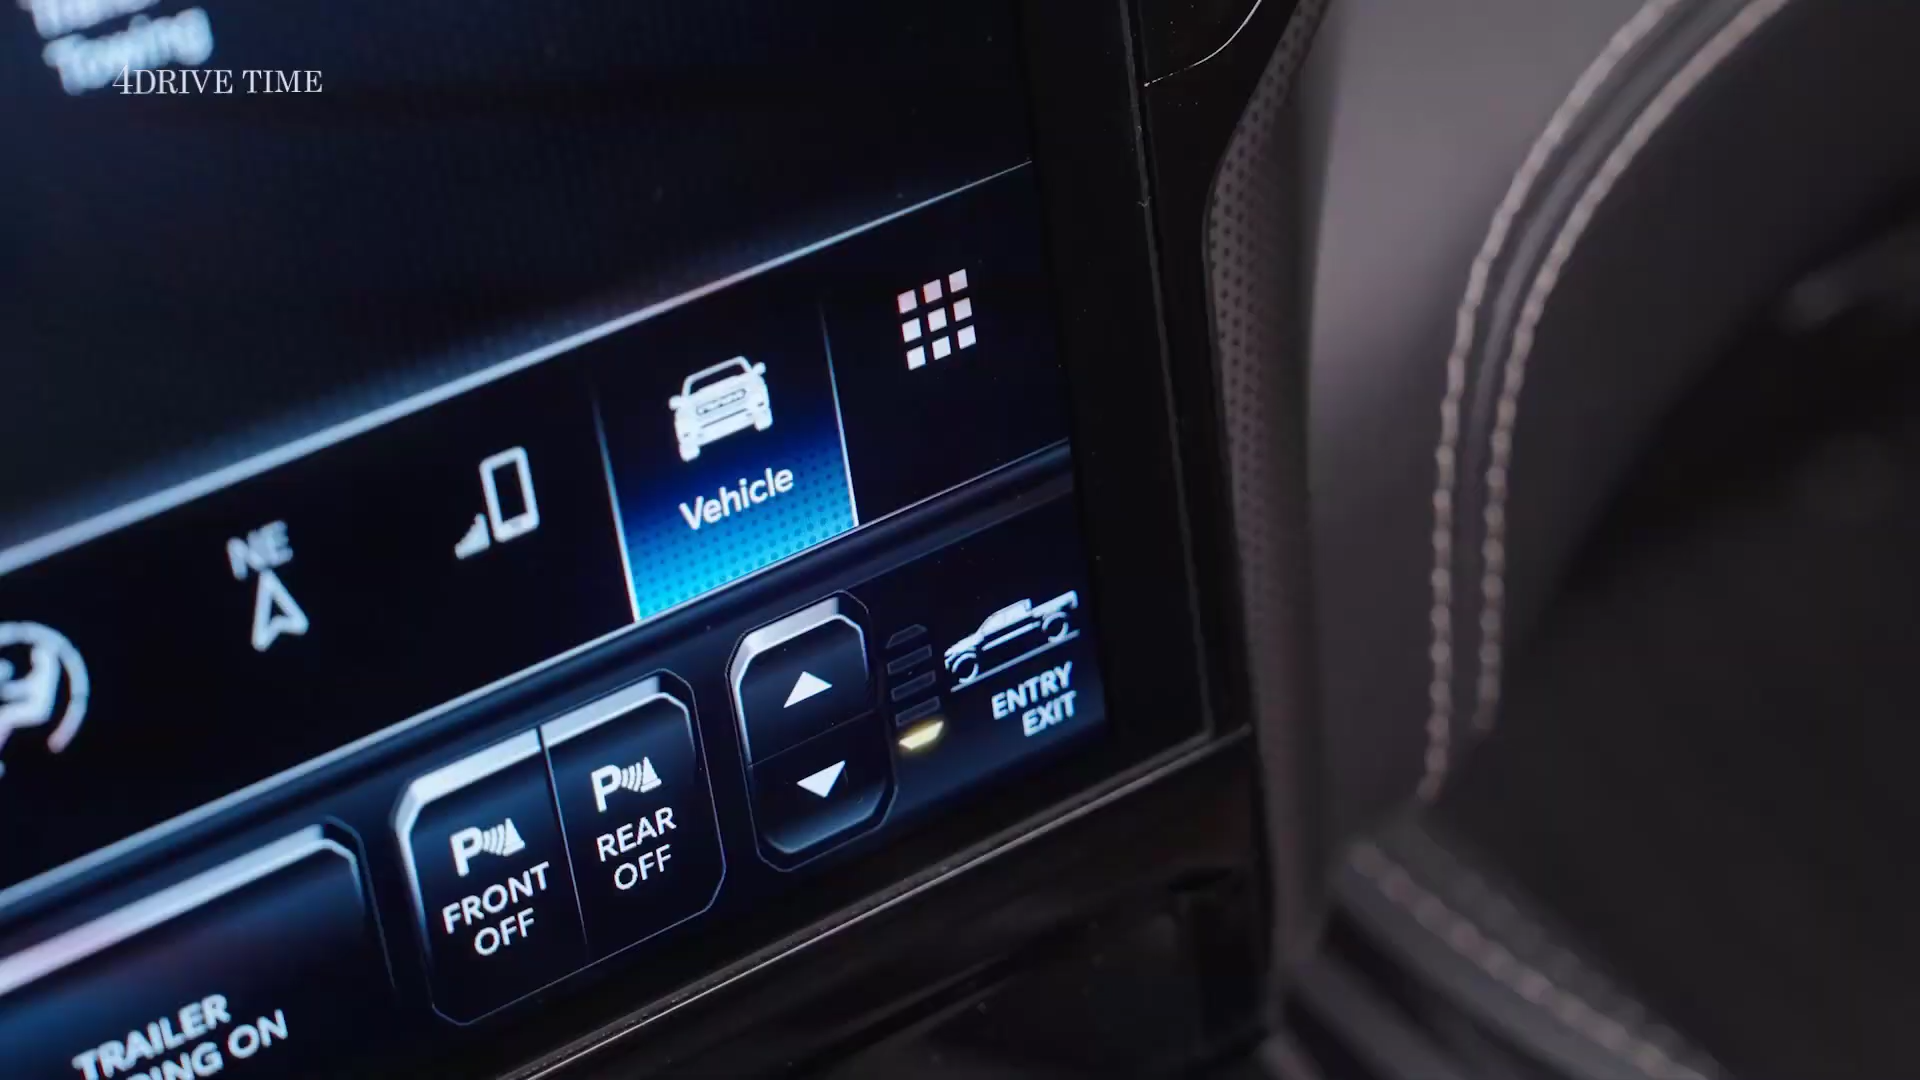 Towing
4DRIVE TIME
NE
Vehicle
ENTRY
EXIT
P
REAR
OFF
P
FRONT
OFF
TRAILER
ON